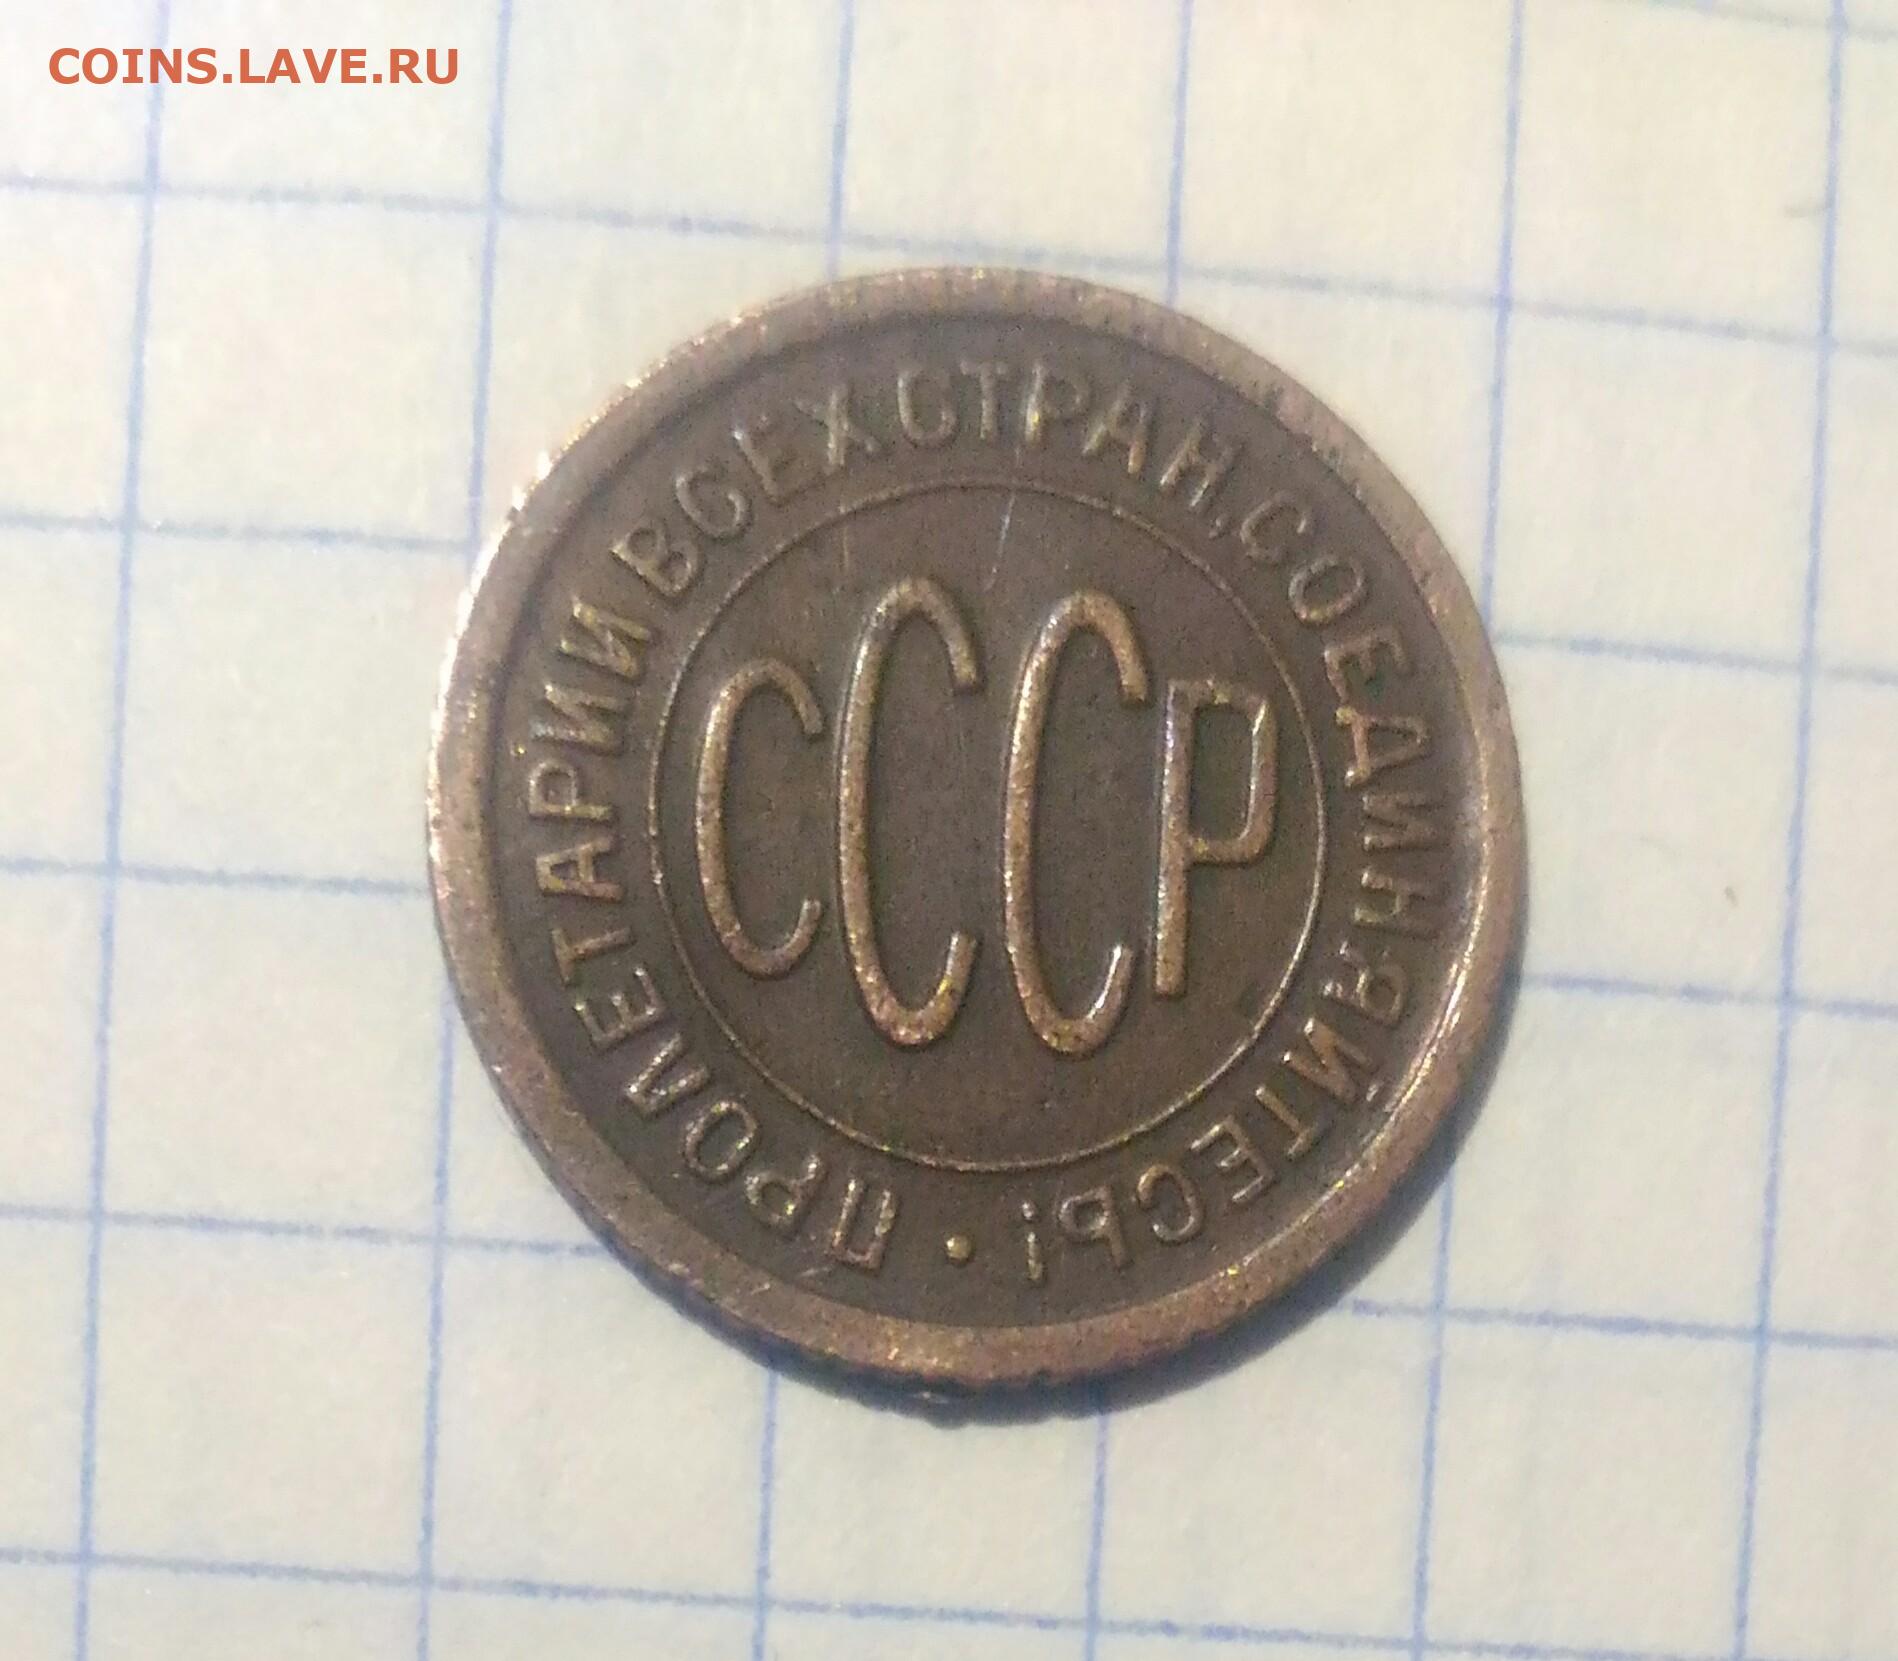 COINS.LAVE.RU
ПРОЛЕТАРИИ ВСЕХ СТРАН, СОЕДИНЯЙТЕСЬ! •
СССР